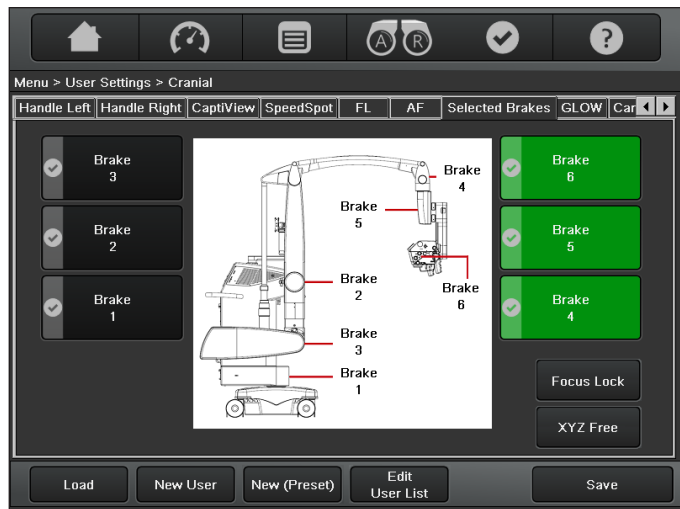 A R ?
Menu > User Settings > Cranial
Handle Left Handle Right CaptiView SpeedSpot FL AF Selected Brakes GLOW Car
Brake
3
Brake
2
Brake
1
Brake
4
Brake
5
Brake
2
Brake
6
Brake
3
Brake
1
Brake
6
Brake
5
Brake
4
Focus Lock
XYZ Free
Load
New User
New (Preset)
Edit
User List
Save